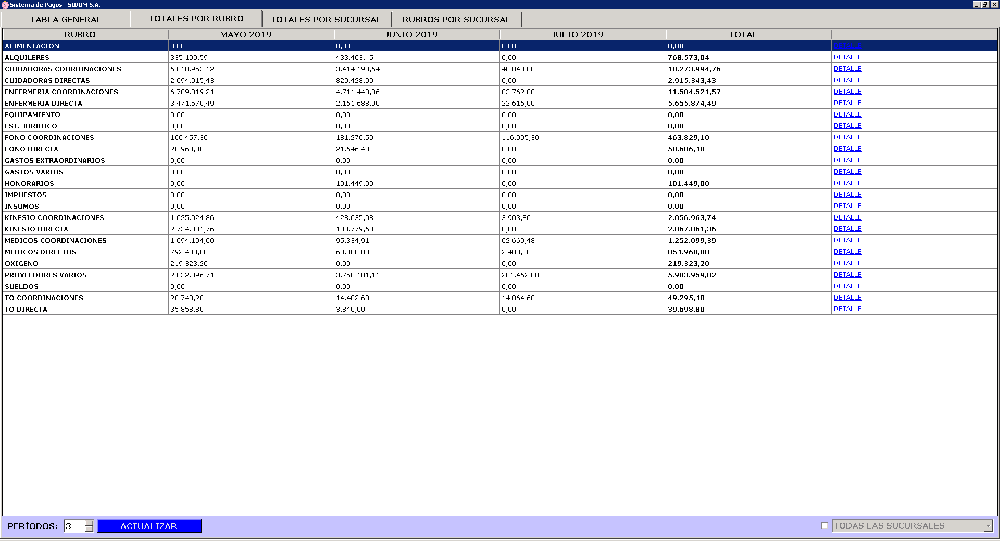 Sistema de Pagos - SIDOM S.A.
TABLA GENERAL TOTALES POR RUBRO TOTALES POR SUCURSAL RUBROS POR SUCURSAL
RUBRO MAYO 2019 JUNIO 2019 JULIO 2019 TOTAL
ALIMENTACION 0,00 0,00 0,00 0,00 DETALLE
ALQUILERES 335.109,59 433.463,45 0,00 768.573,04 DETALLE
CUIDADORAS COORDINACIONES 6.818.953,12 3.414.193,64 40.848,00 10.273.994,76 DETALLE
CUIDADORAS DIRECTAS 2.094.915,43 820.428,00 0,00 2.915.343,43 DETALLE
ENFERMERIA COORDINACIONES 6.709.319,21 4.711.440,36 83.762,00 11.504.521,57 DETALLE
ENFERMERIA DIRECTA 3.471.570,49 2.161.688,00 22.616,00 5.655.874,49 DETALLE
EQUIPAMIENTO 0,00 0,00 0,00 0,00 DETALLE
EST. JURIDICO 0,00 0,00 0,00 0,00 DETALLE
FONO COORDINACIONES 166.457,30 181.276,50 116.095,30 463.829,10 DETALLE
FONO DIRECTA 28.960,00 21.646,40 0,00 50.606,40 DETALLE
GASTOS EXTRAORDINARIOS 0,00 0,00 0,00 0,00 DETALLE
GASTOS VARIOS 0,00 0,00 0,00 0,00 DETALLE
HONORARIOS 0,00 101.449,00 0,00 101.449,00 DETALLE
IMPUESTOS 0,00 0,00 0,00 0,00 DETALLE
INSUMOS 0,00 0,00 0,00 0,00 DETALLE
KINESIO COORDINACIONES 1.625.024,86 428.035,08 3.903,80 2.056.963,74 DETALLE
KINESIO DIRECTA 2.734.081,76 133.779,60 0,00 2.867.861,36 DETALLE
MEDICOS COORDINACIONES 1.094.104,00 95.334,91 62.660,48 1.252.099,39 DETALLE
MEDICOS DIRECTOS 792.480,00 60.080,00 2.400,00 854.960,00 DETALLE
OXIGENO 219.323,20 0,00 0,00 219.323,20 DETALLE
PROVEEDORES VARIOS 2.032.396,71 3.750.101,11 201.462,00 5.983.959,82 DETALLE
SUELDOS 0,00 0,00 0,00 0,00 DETALLE
TO COORDINACIONES 20.748,20 14.482,60 14.064,60 49.295,40 DETALLE
TO DIRECTA 35.858,80 3.840,00 0,00 39.698,80 DETALLE
PERÍODOS: 3 ACTUALIZAR TODAS LAS SUCURSALES